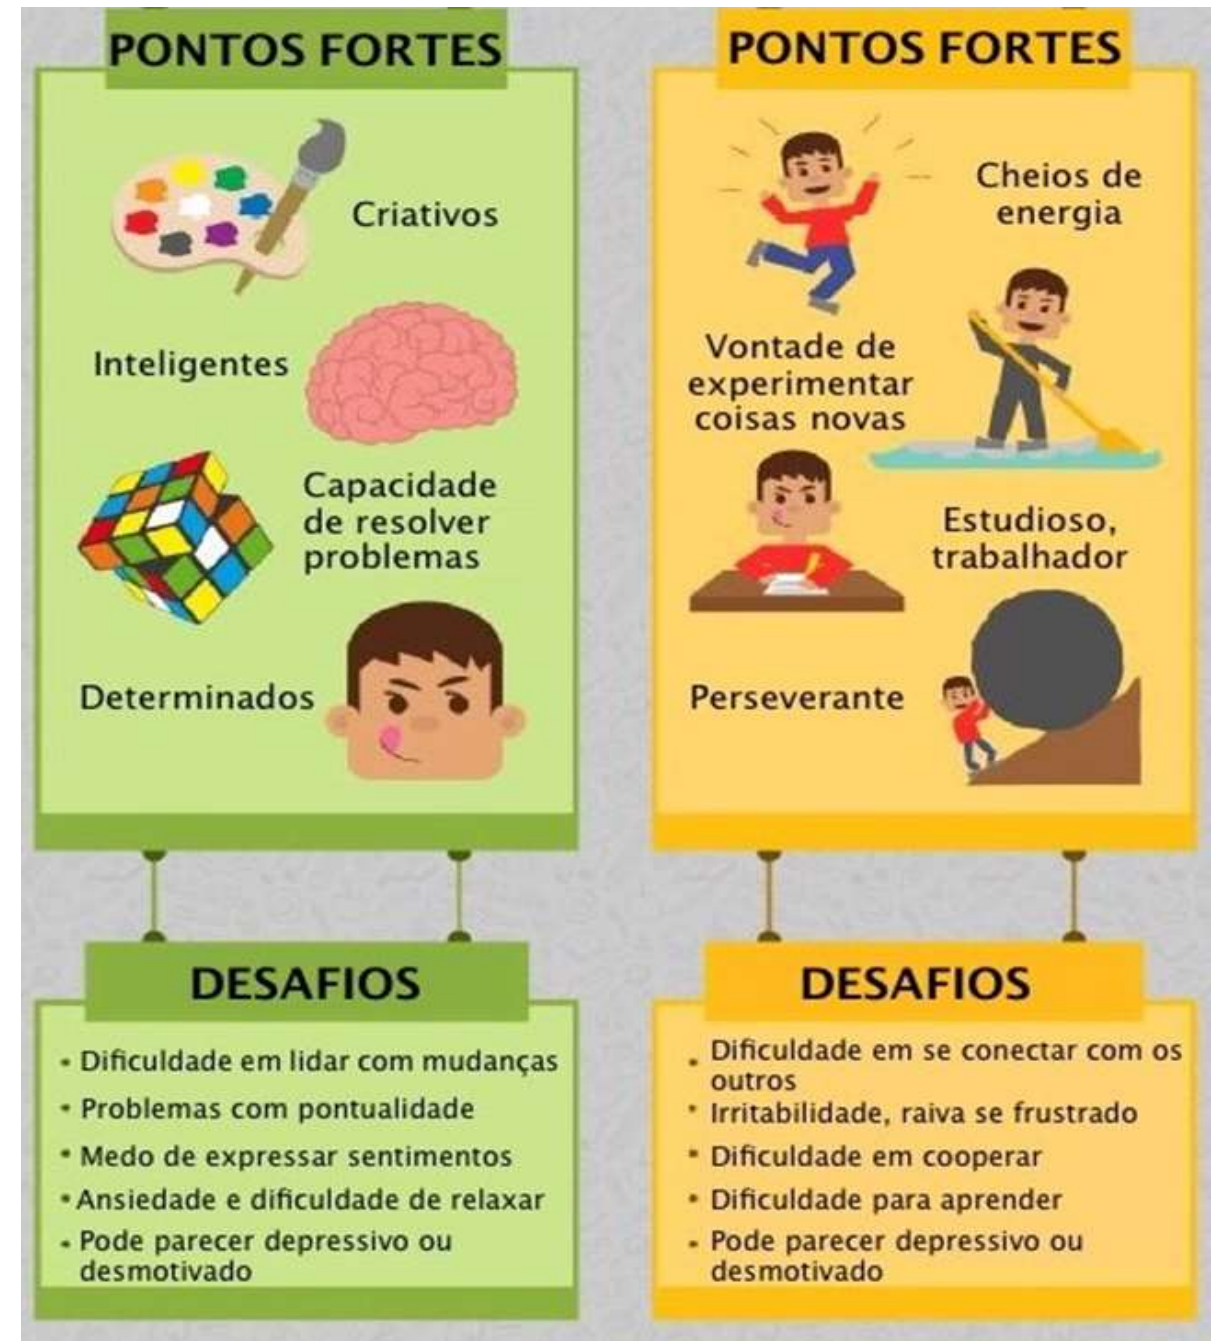 PONTOS FORTES
Criativos
Inteligentes
Capacidade
de resolver
problemas
Determinados
DESAFIOS
• Dificuldade em lidar com mudanças
• Problemas com pontualidade
• Medo de expressar sentimentos
• Ansiedade e dificuldade de relaxar
• Pode parecer depressivo ou
desmotivado
PONTOS FORTES
Cheios de
energia
Vontade de
experimentar
coisas novas
Estudioso,
trabalhador
Perseverante
DESAFIOS
• Dificuldade em se conectar com os
outros
• Irritabilidade, raiva se frustrado
• Dificuldade em cooperar
• Dificuldade para aprender
• Pode parecer depressivo ou
desmotivado